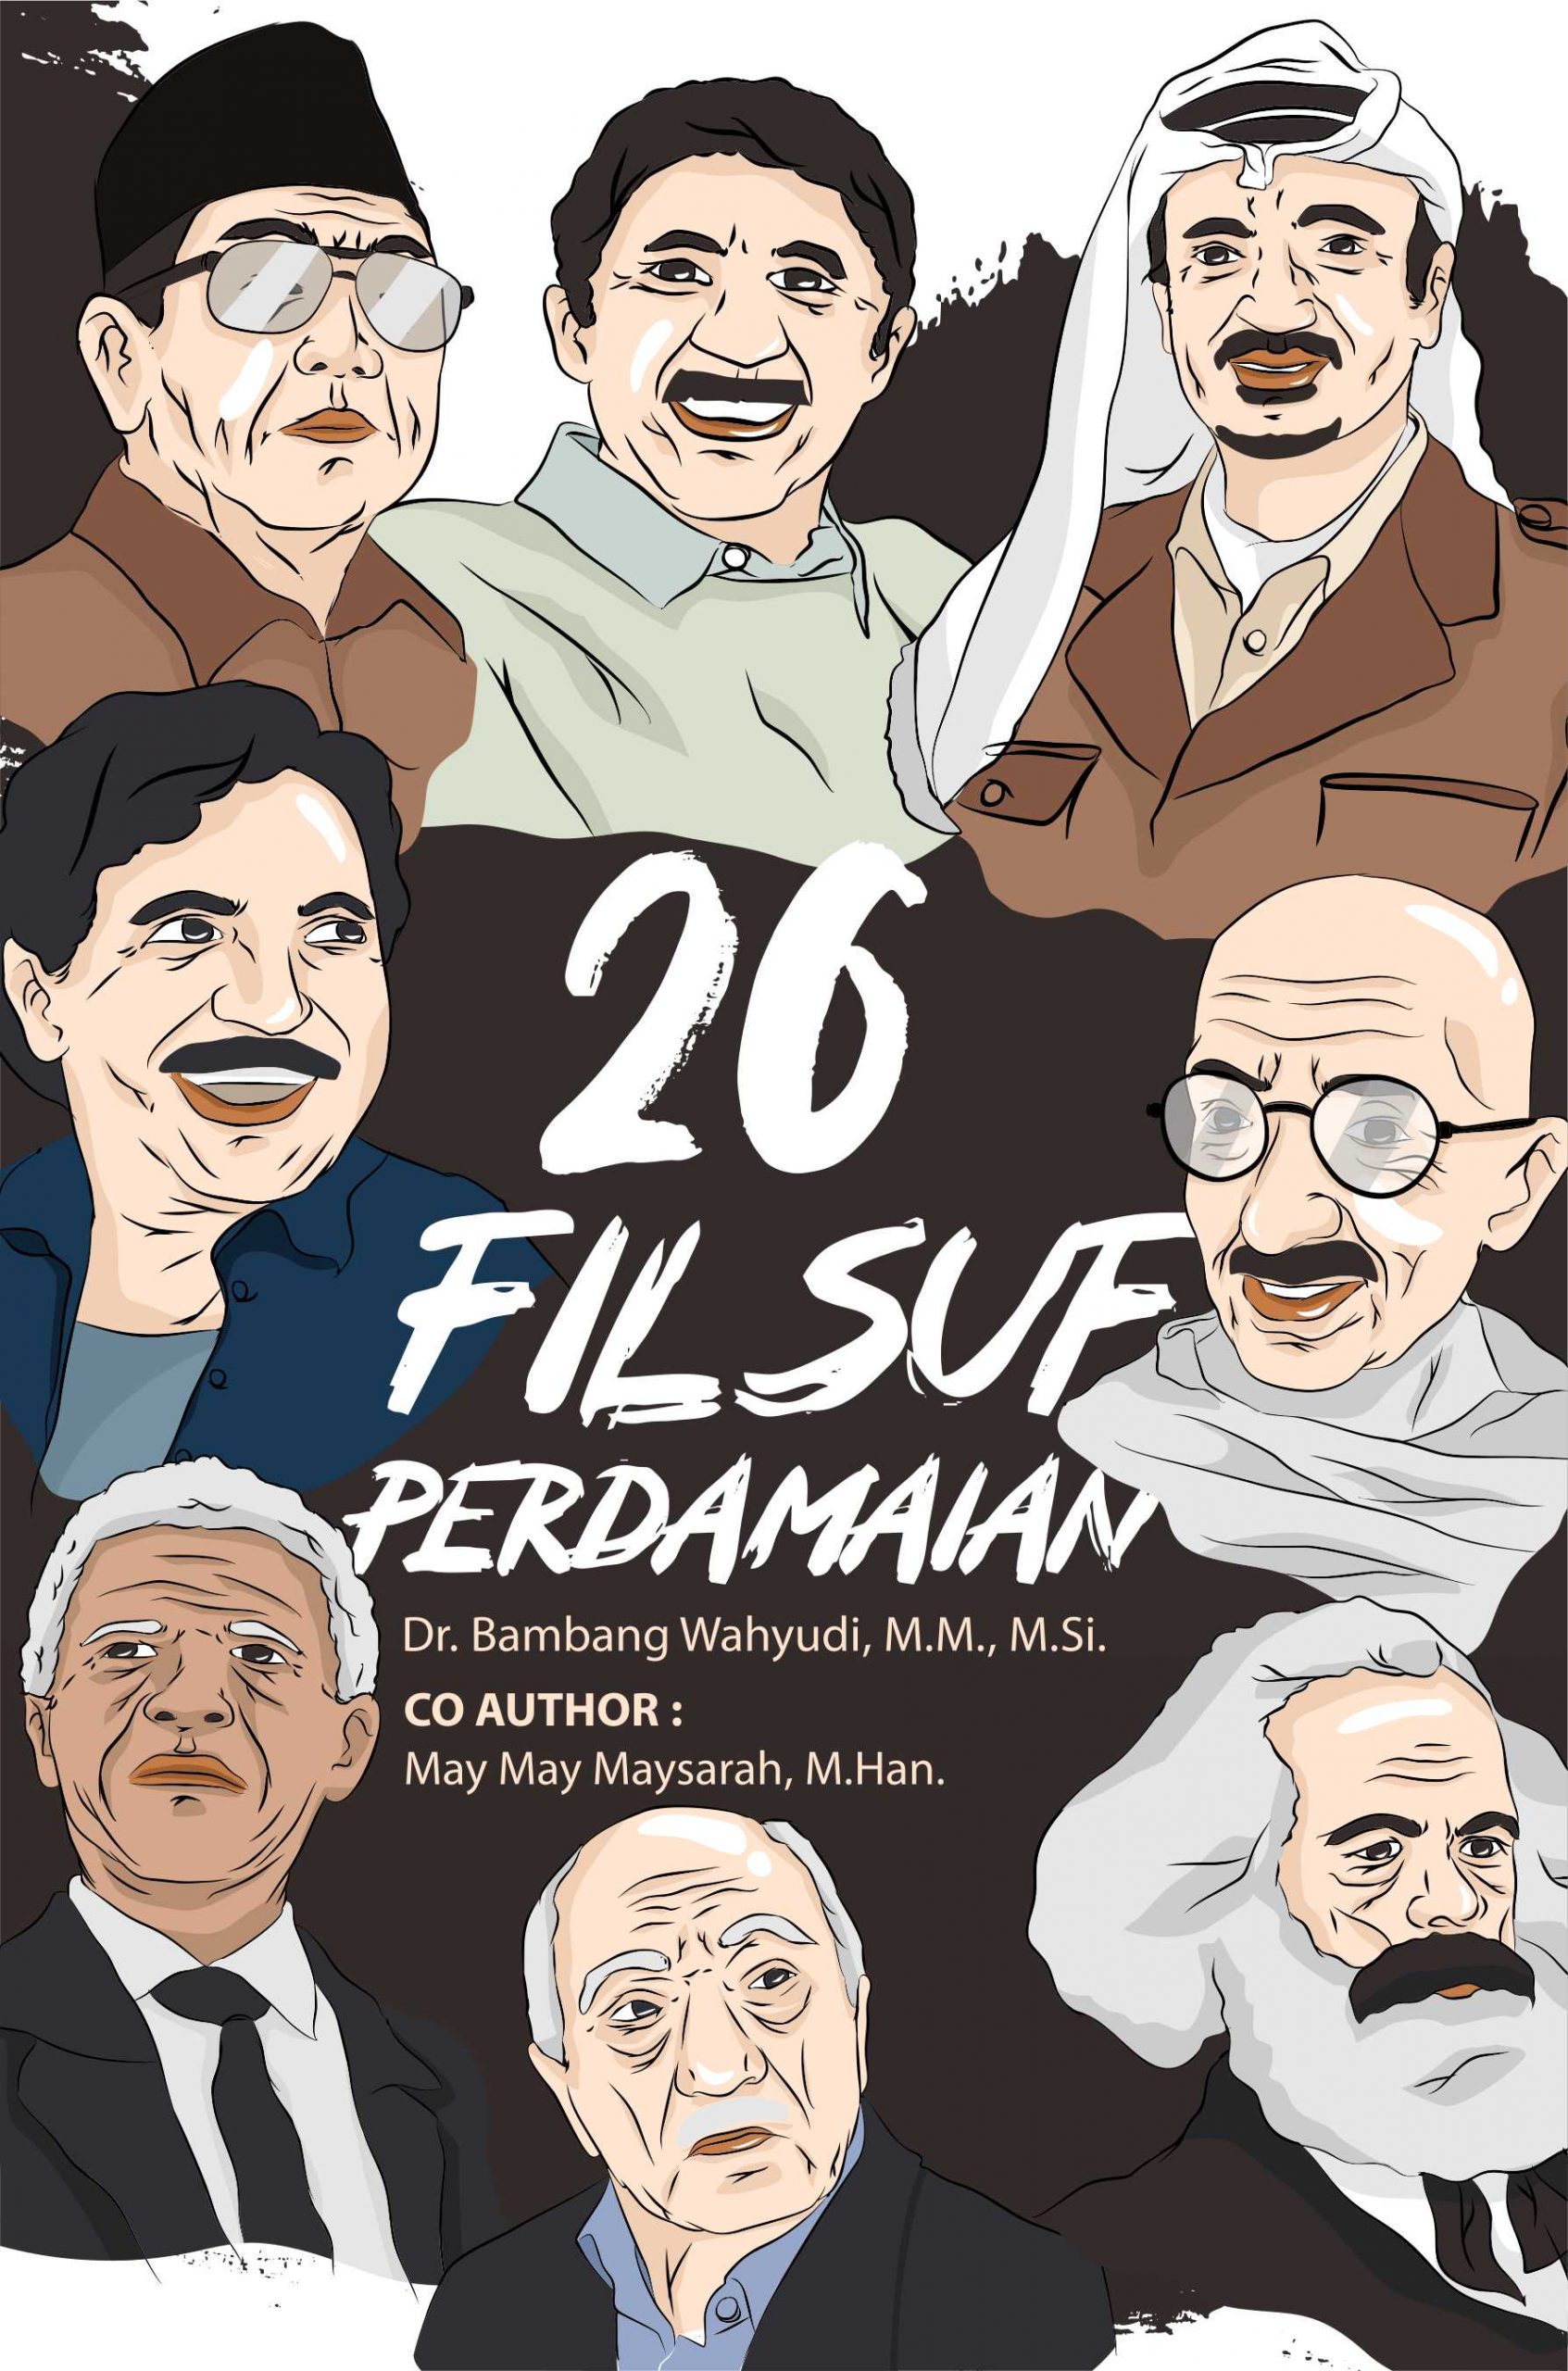 26
FILSUF
PERDAMAIAN
Dr. Bambang Wahyudi, M.M., M.Si.
CO AUTHOR :
May May Maysarah, M.Han.